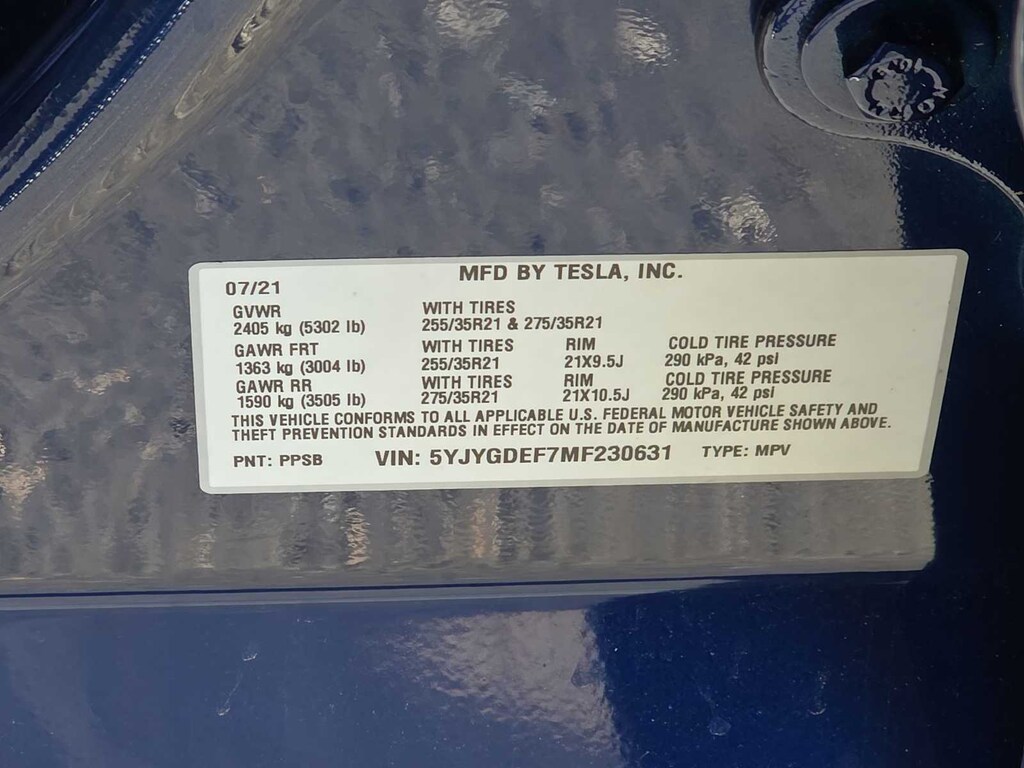 MFD BY TESLA, INC.
07/21
GVWR WITH TIRES
2405 kg (5302 lb) 255/35R21 & 275/35R21
GAWR FRT WITH TIRES RIM COLD TIRE PRESSURE
1363 kg (3004 lb) 255/35R21 21X9.5J 290 kPa, 42 psi
GAWR RR WITH TIRES RIM COLD TIRE PRESSURE
1590 kg (3505 lb) 275/35R21 21X10.5J 290 kPa, 42 psi
THIS VEHICLE CONFORMS TO ALL APPLICABLE U.S. FEDERAL MOTOR VEHICLE SAFETY AND
THEFT PREVENTION STANDARDS IN EFFECT ON THE DATE OF MANUFACTURE SHOWN ABOVE.
PNT: PPSB VIN: 5YJYGDEF7MF230631 TYPE: MPV